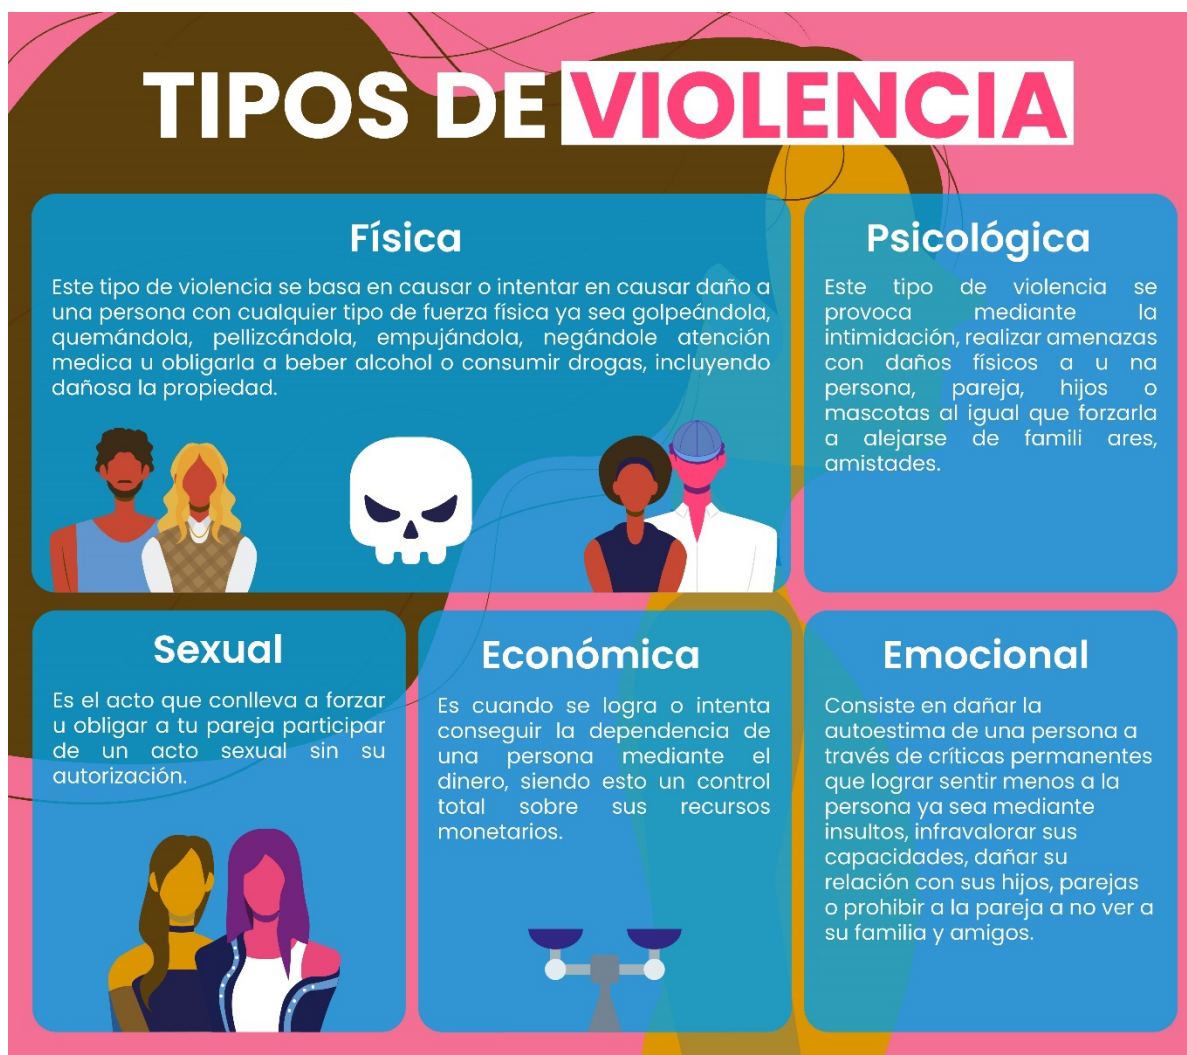 TIPOS DE VIOLENCIA
Física
Este tipo de violencia se basa en causar o intentar en causar daño a
una persona con cualquier tipo de fuerza física ya sea golpeándola,
quemándola, pellizcándola, empujándola, negándole atención
medica u obligarla a beber alcohol o consumir drogas, incluyendo
dañosa la propiedad.
Psicológica
Este tipo de violencia se
provoca mediante la
intimidación, realizar amenazas
con daños físicos a u na
persona, pareja, hijos o
mascotas al igual que forzarla
a alejarse de famili ares,
amistades.
Sexual
Es el acto que conlleva a forzar
u obligar a tu pareja participar
de un acto sexual sin su
autorización.
Económica
Es cuando se logra o intenta
conseguir la dependencia de
una persona mediante el
dinero, siendo esto un control
total sobre sus recursos
monetarios.
Emocional
Consiste en dañar la
autoestima de una persona a
través de críticas permanentes
que lograr sentir menos a la
persona ya sea mediante
insultos, infravalorar sus
capacidades, dañar su
relación con sus hijos, parejas
o prohibir a la pareja a no ver a
su familia y amigos.